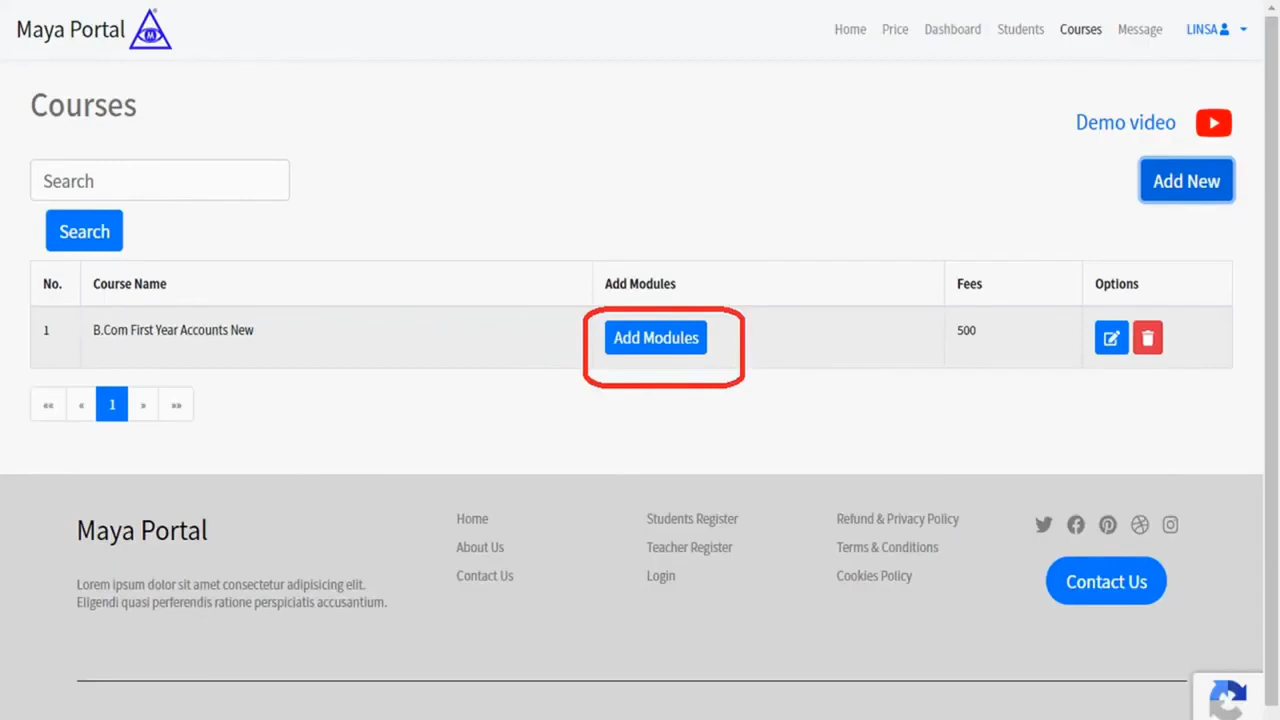 Maya Portal
M
Home Price Dashboard Students Courses Message LINSA
Courses
Demo video
Search
Add New
Search
No. Course Name Add Modules Fees Options
1 B.Com First Year Accounts New Add Modules 500
«« « 1 » »»
Maya Portal
Lorem ipsum dolor sit amet consectetur adipisicing elit.
Eligendi quasi perferendis ratione perspiciatis accusantium.
Home
About Us
Contact Us
Students Register
Teacher Register
Login
Refund & Privacy Policy
Terms & Conditions
Cookies Policy
Contact Us